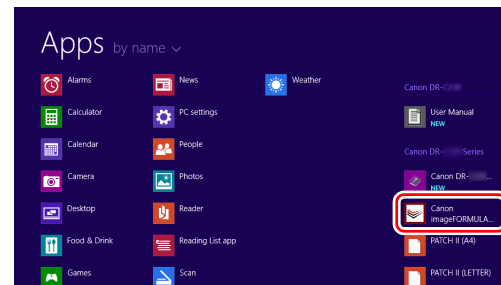 Apps by name
Alarms
Calculator
Calendar
Camera
Desktop
Food & Drink
Games
News
PC settings
People
Photos
Reader
Reading List app
Scan
Weather
Canon DR-
User Manual
NEW
Canon DR- Series
Canon DR-...
NEW
Canon
imageFORMULA...
PATCH II (A4)
PATCH II (LETTER)